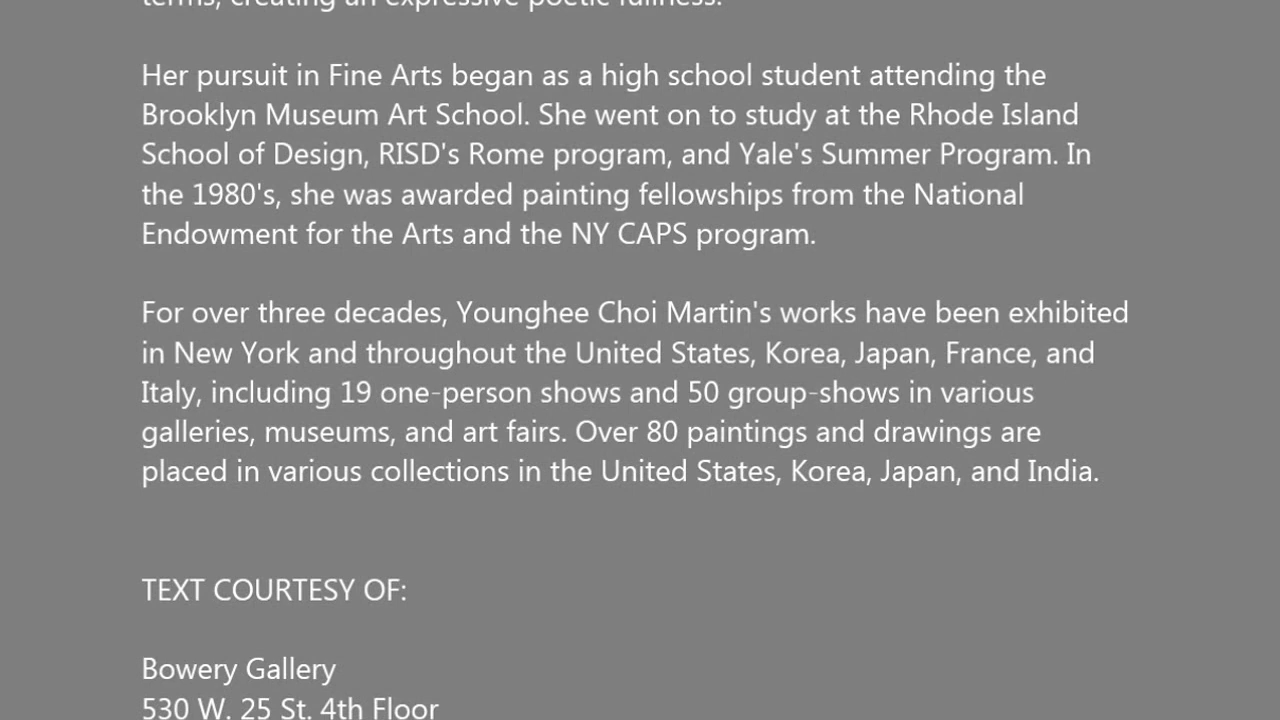 terms, creating an expressive poetic fullness.
Her pursuit in Fine Arts began as a high school student attending the
Brooklyn Museum Art School. She went on to study at the Rhode Island
School of Design, RISD's Rome program, and Yale's Summer Program. In
the 1980's, she was awarded painting fellowships from the National
Endowment for the Arts and the NY CAPS program.
For over three decades, Younghee Choi Martin's works have been exhibited
in New York and throughout the United States, Korea, Japan, France, and
Italy, including 19 one-person shows and 50 group-shows in various
galleries, museums, and art fairs. Over 80 paintings and drawings are
placed in various collections in the United States, Korea, Japan, and India.
TEXT COURTESY OF:
Bowery Gallery
530 W. 25 St. 4th Floor